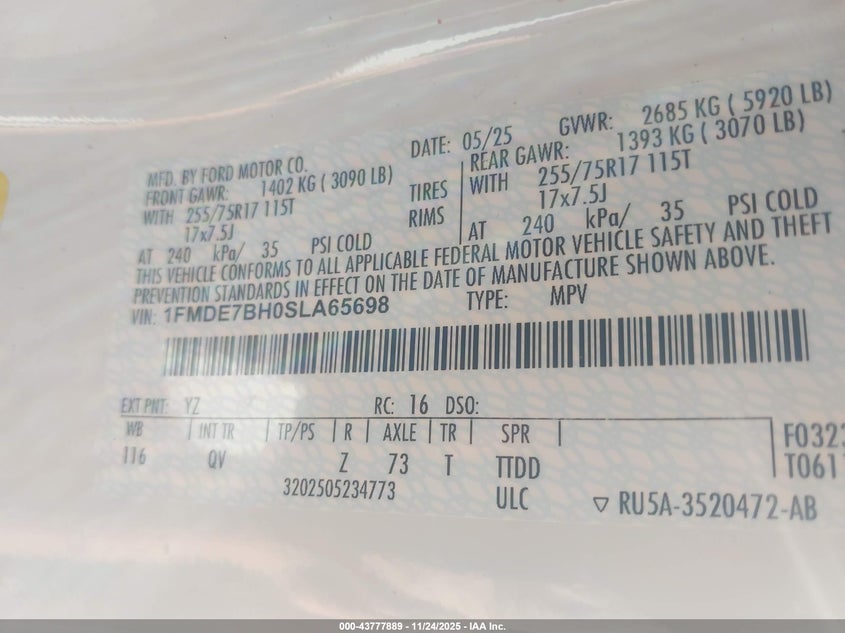 MFD. BY FORD MOTOR CO.
DATE: 05/25 GVWR: 2685 KG ( 5920 LB)
FRONT GAWR: 1402 KG ( 3090 LB)
REAR GAWR: 1393 KG ( 3070 LB)
WITH 255/75R17 115T TIRES WITH 255/75R17 115T
17x7.5J RIMS 17x7.5J
AT 240 kPa/ 35 PSI COLD AT 240 kPa/ 35 PSI COLD
THIS VEHICLE CONFORMS TO ALL APPLICABLE FEDERAL MOTOR VEHICLE SAFETY AND THEFT
PREVENTION STANDARDS IN EFFECT ON THE DATE OF MANUFACTURE SHOWN ABOVE.
VIN: 1FMDE7BH0SLA65698 TYPE: MPV
EXT PNT: YZ RC: 16 DSO:
WB INT TR TP/PS R AXLE TR SPR
116 QV Z 73 T TTDD
3202505234773 ULC
F032
T061
▽ RU5A-3520472-AB
000-43777889 - 11/24/2025 - IAA Inc.